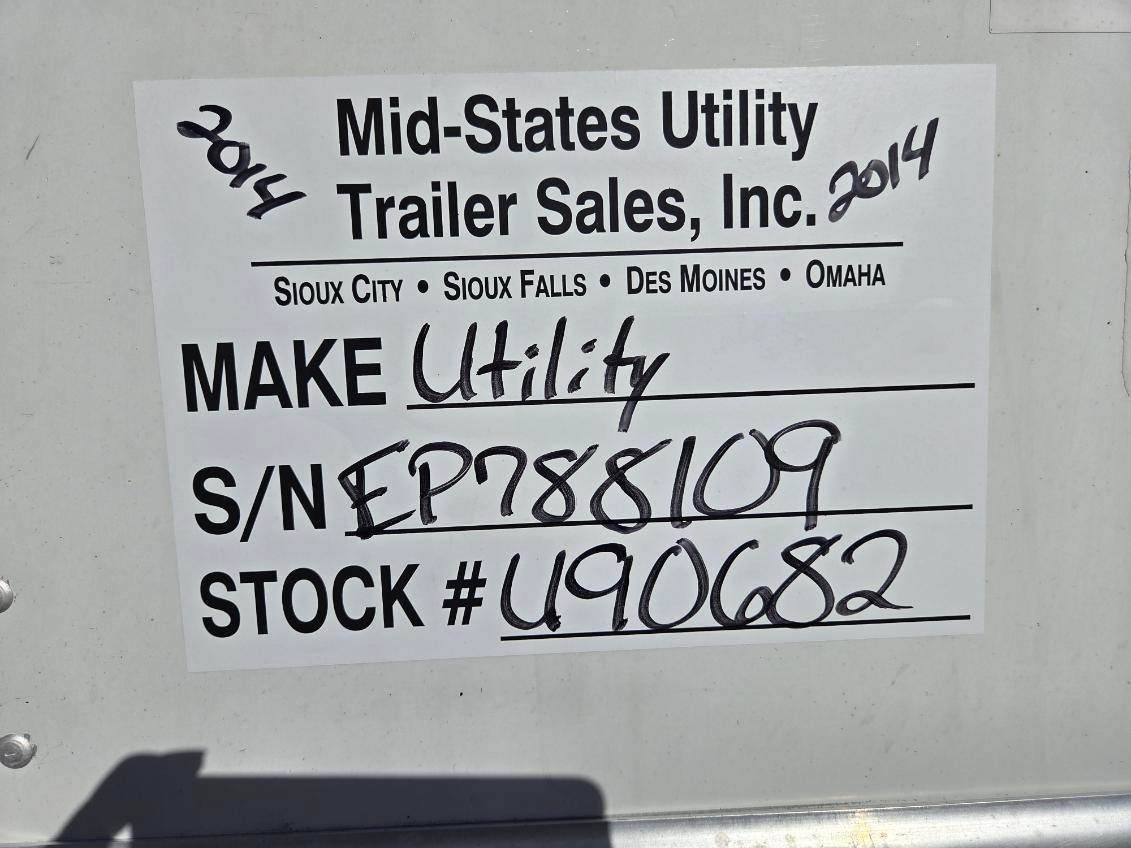 2014
Mid-States Utility
Trailer Sales, Inc.
2014
SIOUX CITY • SIOUX FALLS • DES MOINES • OMAHA
MAKE Utility
S/N EP788109
STOCK # U90682